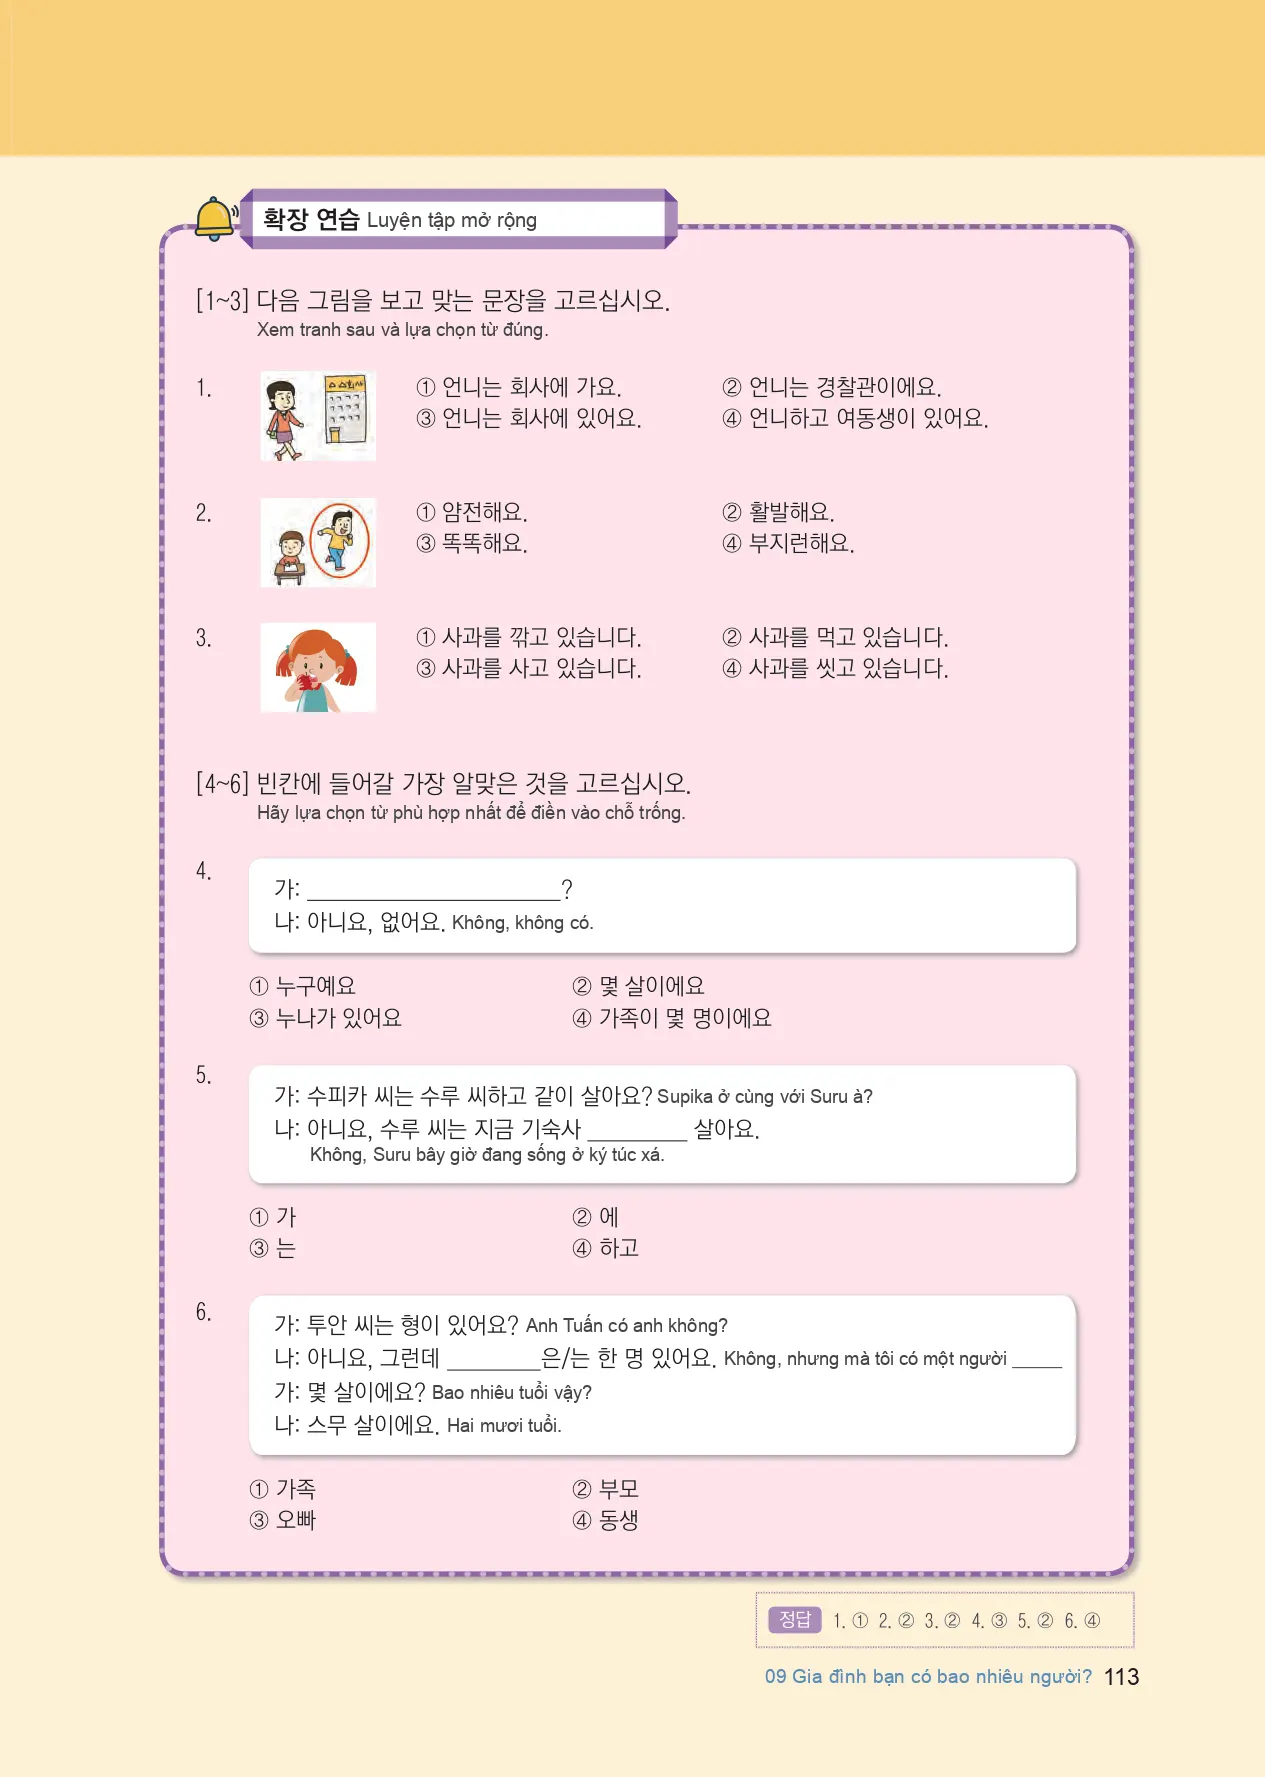 확장 연습 Luyện tập mở rộng
[1~3] 다음 그림을 보고 맞는 문장을 고르십시오.
Xem tranh sau và lựa chọn từ đúng.
1.
스스회사
① 언니는 회사에 가요.
② 언니는 경찰관이에요.
③ 언니는 회사에 있어요.
④ 언니하고 여동생이 있어요.
2.
① 얌전해요.
② 활발해요.
③ 똑똑해요.
④ 부지런해요.
3.
① 사과를 깎고 있습니다.
② 사과를 먹고 있습니다.
③ 사과를 사고 있습니다.
④ 사과를 씻고 있습니다.
[4~6] 빈칸에 들어갈 가장 알맞은 것을 고르십시오.
Hãy lựa chọn từ phù hợp nhất để điền vào chỗ trống.
4.
가: ____________________?
나: 아니요, 없어요. Không, không có.
① 누구예요
② 몇 살이에요
③ 누나가 있어요
④ 가족이 몇 명이에요
5.
가: 수피카 씨는 수루 씨하고 같이 살아요? Supika ở cùng với Suru à?
나: 아니요, 수루 씨는 지금 기숙사 ________ 살아요.
Không, Suru bây giờ đang sống ở ký túc xá.
① 가
② 에
③ 는
④ 하고
6.
가: 투안 씨는 형이 있어요? Anh Tuấn có anh không?
나: 아니요, 그런데 ________은/는 한 명 있어요. Không, nhưng mà tôi có một người _____
가: 몇 살이에요? Bao nhiêu tuổi vậy?
나: 스무 살이에요. Hai mươi tuổi.
① 가족
② 부모
③ 오빠
④ 동생
정답 1. ① 2. ② 3. ② 4. ③ 5. ② 6. ④
09 Gia đình bạn có bao nhiêu người? 113